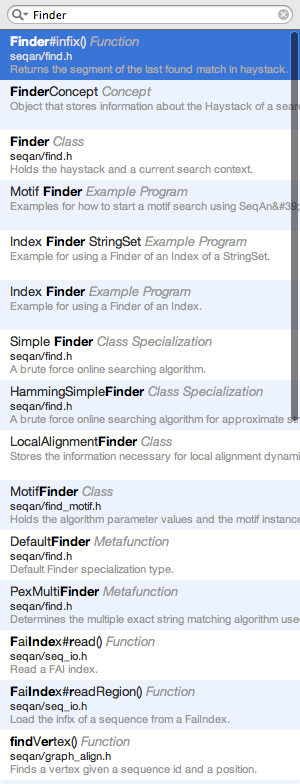 Finder
Finder#infix() Function
seqan/find.h
Returns the segment of the last found match in haystack.
FinderConcept Concept
Object that stores information about the Haystack of a sear
Finder Class
seqan/find.h
Holds the haystack and a current search context.
Motif Finder Example Program
Examples for how to start a motif search using SeqAn&#39;
Index Finder StringSet Example Program
Example for using a Finder of an Index of a StringSet.
Index Finder Example Program
Example for using a Finder of an Index.
Simple Finder Class Specialization
seqan/find.h
A brute force online searching algorithm.
HammingSimpleFinder Class Specialization
seqan/find.h
A brute force online searching algorithm for approximate st
LocalAlignmentFinder Class
Stores the information necessary for local alignment dynami
MotifFinder Class
seqan/find_motif.h
Holds the algorithm parameter values and the motif instance
DefaultFinder Metafunction
seqan/find.h
Default Finder specialization type.
PexMultiFinder Metafunction
seqan/find.h
Determines the multiple exact string matching algorithm use
FaiIndex#read() Function
seqan/seq_io.h
Read a FAI index.
FaiIndex#readRegion() Function
seqan/seq_io.h
Load the infix of a sequence from a FaiIndex.
findVertex() Function
seqan/graph_align.h
Finds a vertex given a sequence id and a position.